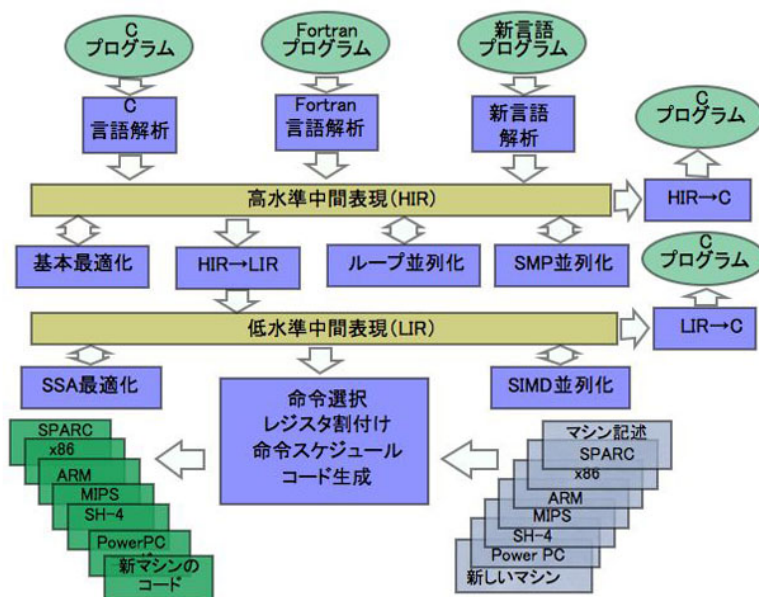 C
プログラム
Fortran
プログラム
新言語
プログラム
C
言語解析
Fortran
言語解析
新言語
解析
C
プログラム
高水準中間表現(HIR)
HIR→C
基本最適化
HIR→LIR
ループ並列化
SMP並列化
C
プログラム
低水準中間表現(LIR)
LIR→C
SSA最適化
命令選択
レジスタ割付け
命令スケジュール
コード生成
SIMD並列化
SPARC
x86
ARM
MIPS
SH-4
PowerPC
新マシンの
コード
マシン記述
SPARC
x86
ARM
MIPS
SH-4
Power PC
新しいマシン